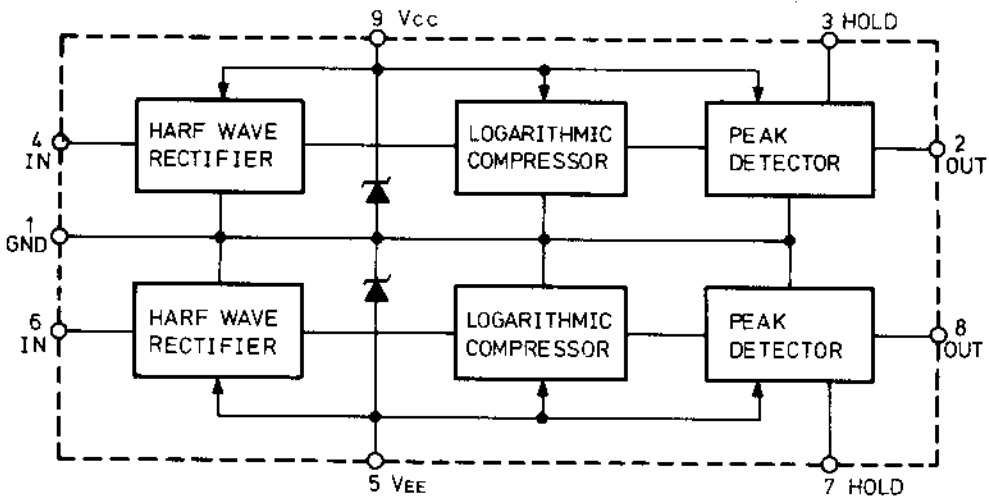 9 Vcc
3 HOLD
HARF WAVE
RECTIFIER
LOGARITHMIC
COMPRESSOR
PEAK
DETECTOR
4
IN
2
OUT
1
GND
HARF WAVE
RECTIFIER
LOGARITHMIC
COMPRESSOR
PEAK
DETECTOR
6
IN
8
OUT
5 VEE
7 HOLD